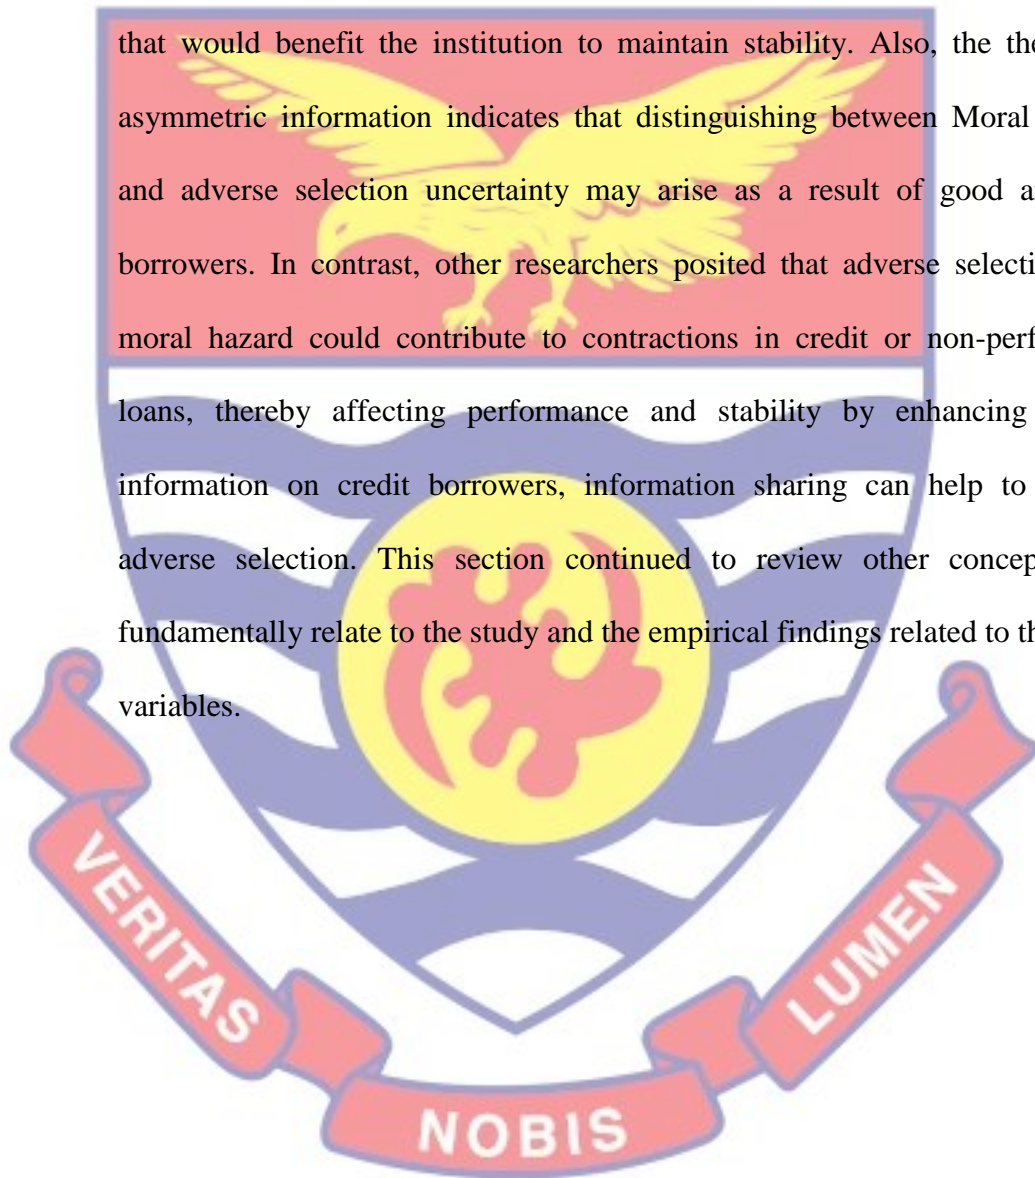 that would benefit the institution to maintain stability. Also, the the
asymmetric information indicates that distinguishing between Moral
and adverse selection uncertainty may arise as a result of good a
borrowers. In contrast, other researchers posited that adverse selecti
moral hazard could contribute to contractions in credit or non-perf
loans, thereby affecting performance and stability by enhancing
information on credit borrowers, information sharing can help to
adverse selection. This section continued to review other concep
fundamentally relate to the study and the empirical findings related to th
variables.
VERITAS
NOBIS
LUMEN